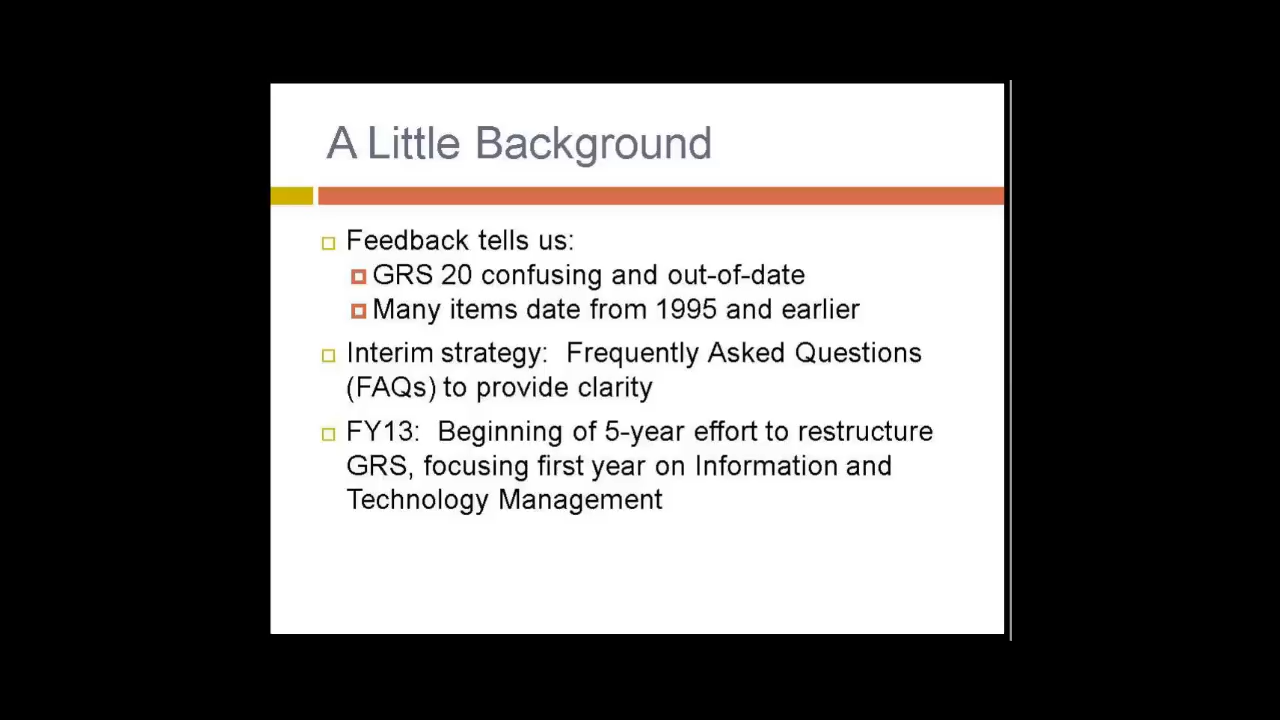 A Little Background
Feedback tells us:
GRS 20 confusing and out-of-date
Many items date from 1995 and earlier
Interim strategy:  Frequently Asked Questions
(FAQs) to provide clarity
FY13:  Beginning of 5-year effort to restructure
GRS, focusing first year on Information and
Technology Management